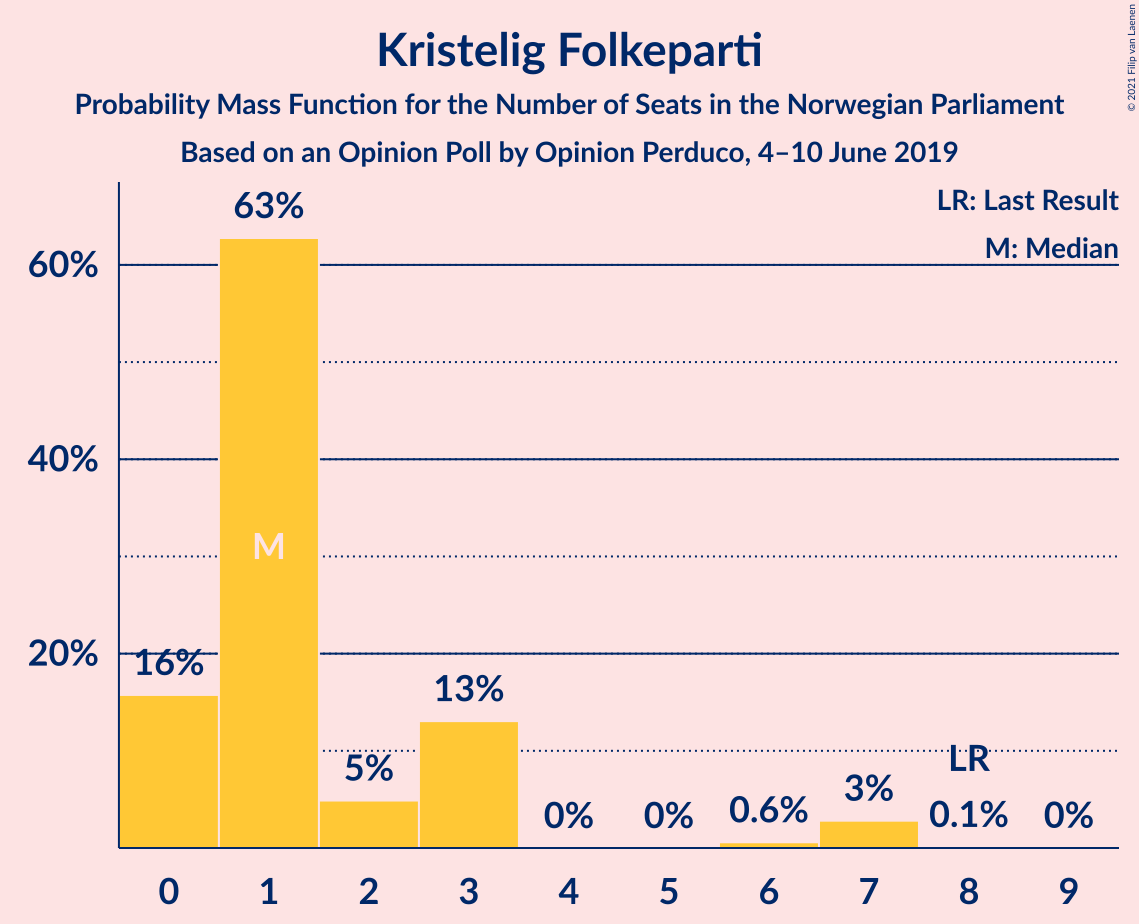 © 2021 Filip van Laenen
Kristelig Folkeparti
Probability Mass Function for the Number of Seats in the Norwegian Parliament
Based on an Opinion Poll by Opinion Perduco, 4–10 June 2019
LR: Last Result
M: Median
63%
60%
40%
M
20%
16%
13%
5%
LR
3%
0%
0%
0.6%
0.1%
0%
0 1 2 3 4 5 6 7 8 9